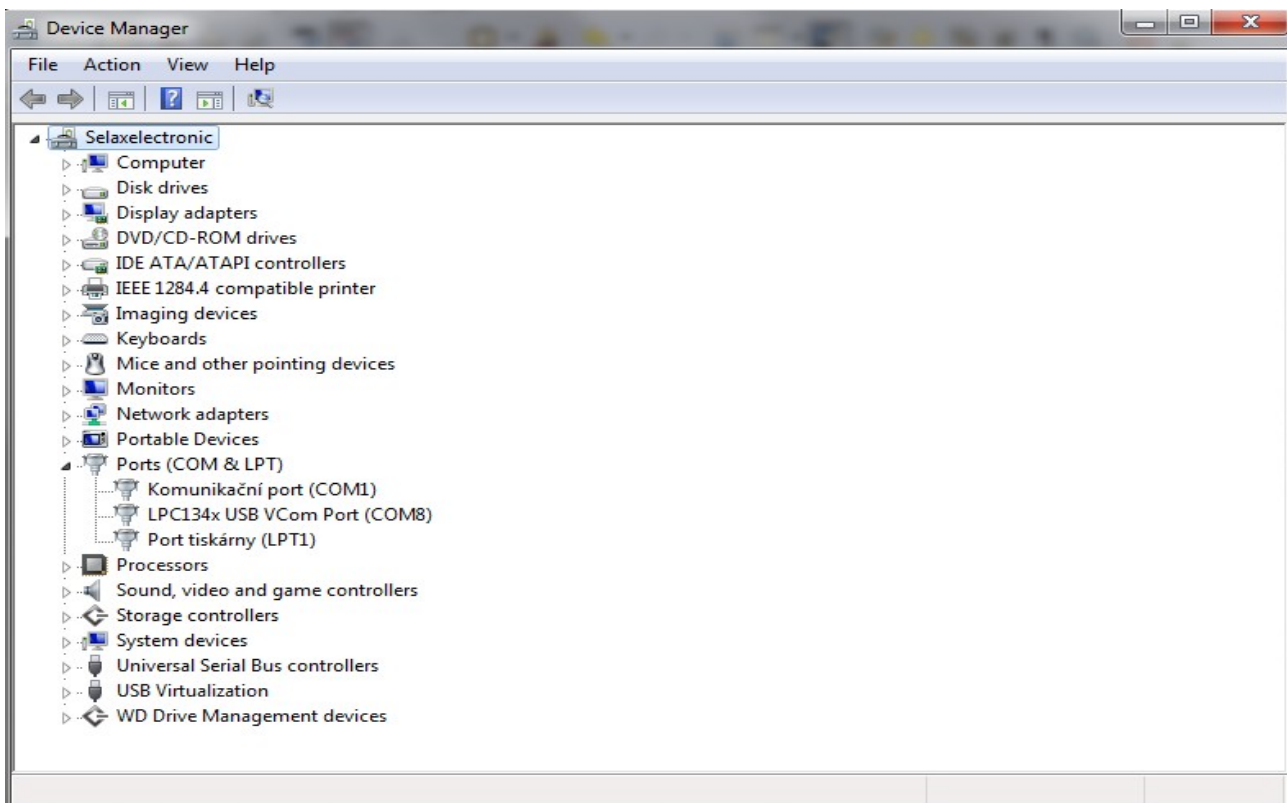 Device Manager
File Action View Help
Selaxelectronic
Computer
Disk drives
Display adapters
DVD/CD-ROM drives
IDE ATA/ATAPI controllers
IEEE 1284.4 compatible printer
Imaging devices
Keyboards
Mice and other pointing devices
Monitors
Network adapters
Portable Devices
Ports (COM & LPT)
Komunikační port (COM1)
LPC134x USB VCom Port (COM8)
Port tiskárny (LPT1)
Processors
Sound, video and game controllers
Storage controllers
System devices
Universal Serial Bus controllers
USB Virtualization
WD Drive Management devices